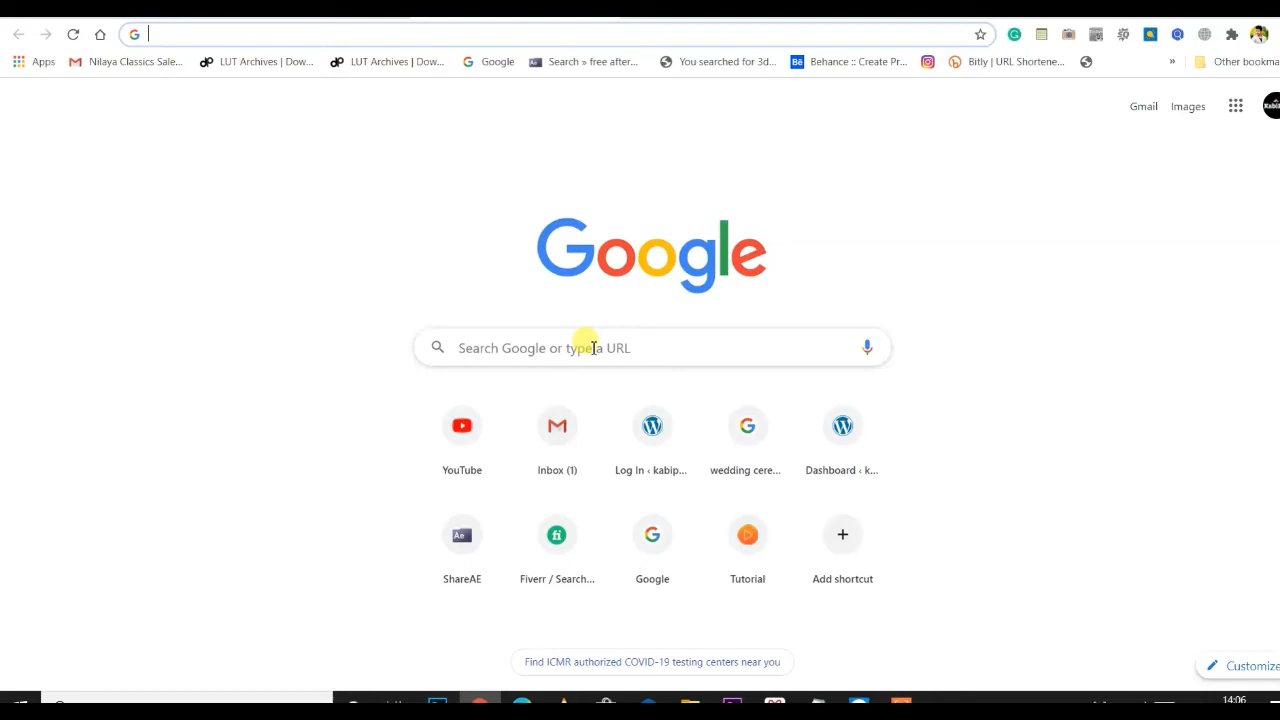 Apps
Nilaya Classics Sale...
LUT Archives | Dow...
LUT Archives | Dow...
Google
Search » free after...
You searched for 3d...
Behance :: Create Pr...
Bitly | URL Shortene...
»
Other bookma
Gmail
Images
Google
Search Google or type a URL
YouTube
Inbox (1)
Log In ‹ kabip...
wedding cere...
Dashboard ‹ k...
ShareAE
Fiverr / Search...
Google
Tutorial
Add shortcut
Find ICMR authorized COVID-19 testing centers near you
Customize
14:06